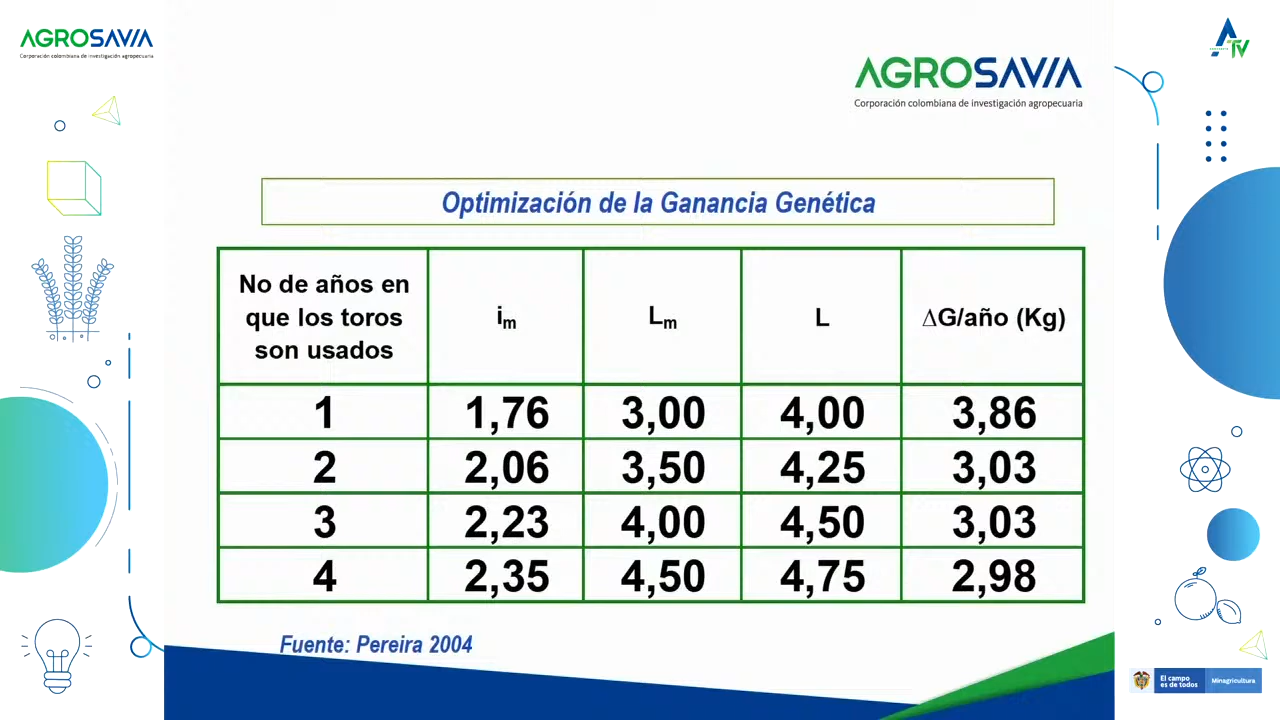 AGROSAVIA
Corporación colombiana de investigación agropecuaria
TV
AGROSAVIA
Corporación colombiana de investigación agropecuaria
Optimización de la Ganancia Genética
No de años en
que los toros
son usados
im
Lm
L
∆G/año (Kg)
1 1,76 3,00 4,00 3,86
2 2,06 3,50 4,25 3,03
3 2,23 4,00 4,50 3,03
4 2,35 4,50 4,75 2,98
Fuente: Pereira 2004
El campo
es de todos
Minagricultura